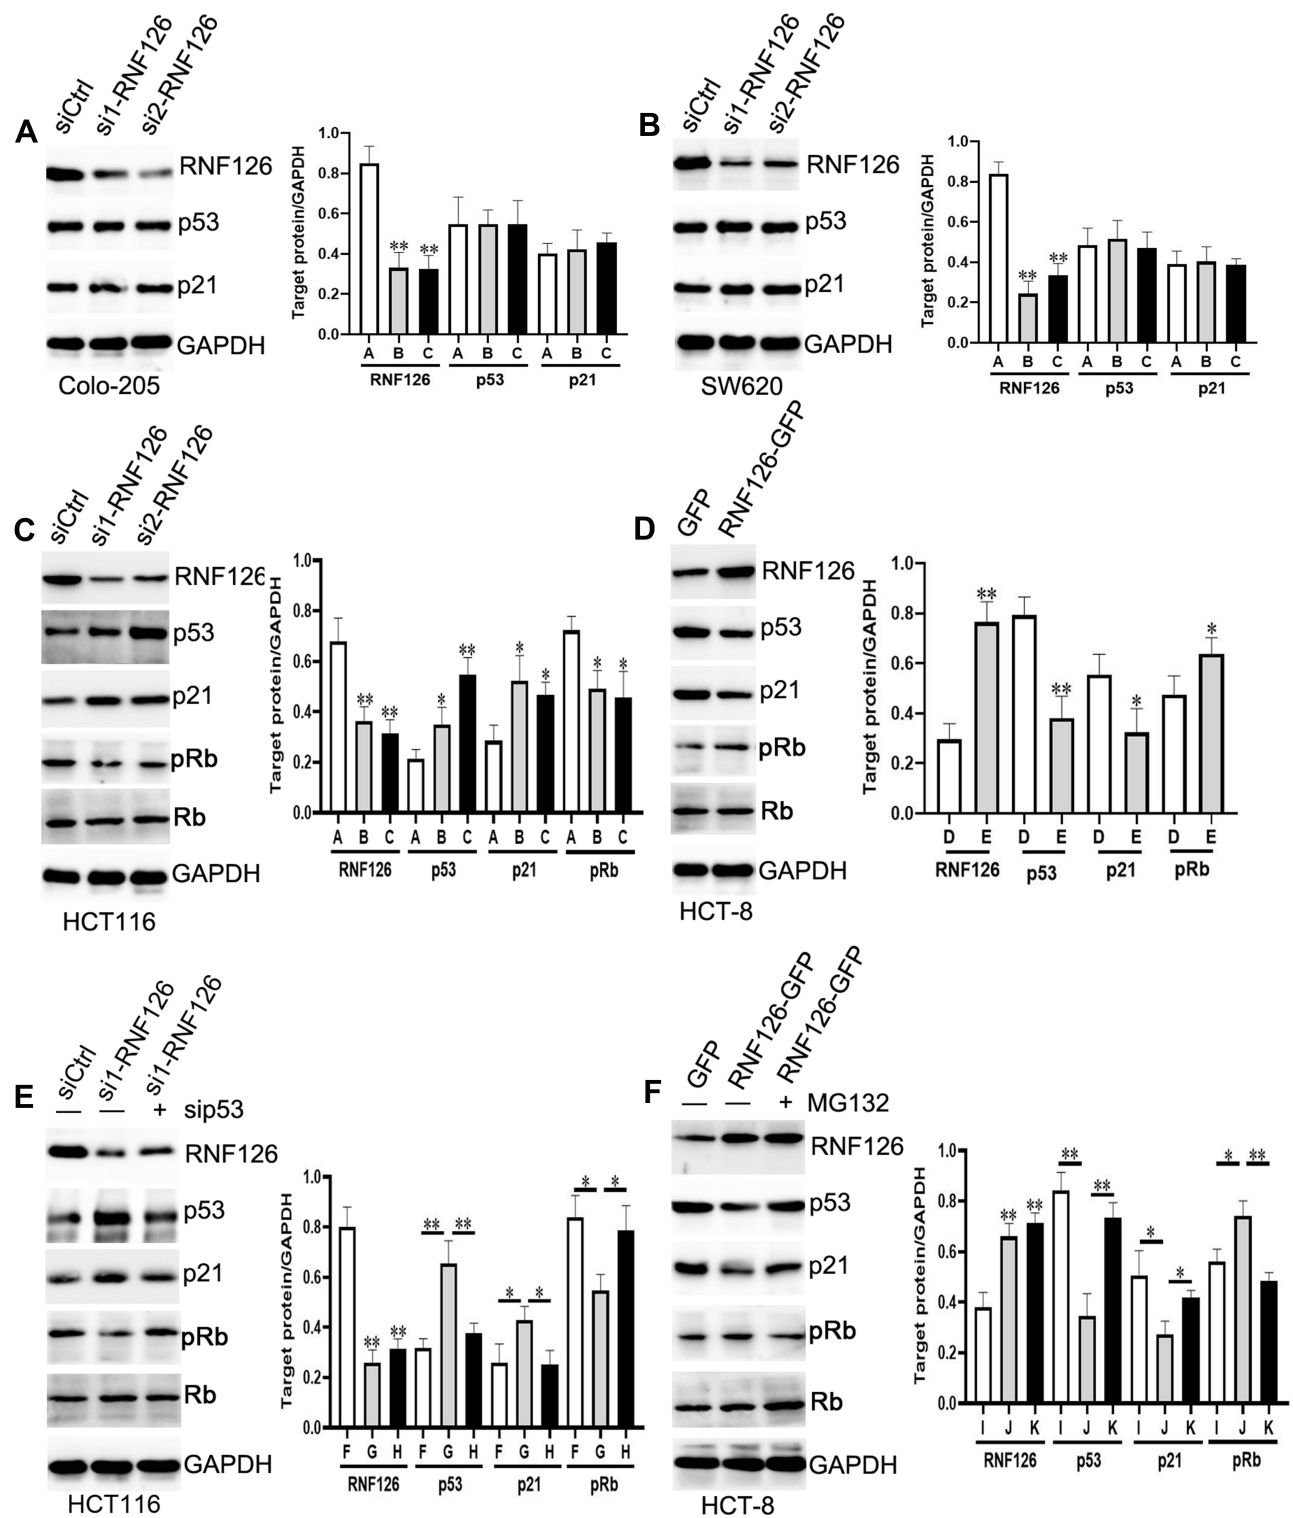 A
siCtrl
si1-RNF126
si2-RNF126
RNF126
p53
p21
GAPDH
Colo-205
Target protein/GAPDH
1.0
0.8
0.6
0.4
0.2
0.0
** **
A B C A B C A B C
RNF126 p53 p21
B
siCtrl
si1-RNF126
si2-RNF126
RNF126
p53
p21
GAPDH
SW620
Target protein/GAPDH
1.0
0.8
0.6
0.4
0.2
0.0
** **
A B C A B C A B C
RNF126 p53 p21
C
siCtrl
si1-RNF126
si2-RNF126
RNF126
p53
p21
pRb
Rb
GAPDH
HCT116
Target protein/GAPDH
1.0
0.8
0.6
0.4
0.2
0.0
** ** * ** * * * *
A B C A B C A B C A B C
RNF126 p53 p21 pRb
D
GFP
RNF126-GFP
RNF126
p53
p21
pRb
Rb
GAPDH
HCT-8
Target protein/GAPDH
1.0
0.8
0.6
0.4
0.2
0.0
** ** * *
D E D E D E D E
RNF126 p53 p21 pRb
E
siCtrl
si1-RNF126
si1-RNF126
— — + sip53
RNF126
p53
p21
pRb
Rb
GAPDH
HCT116
Target protein/GAPDH
1.0
0.8
0.6
0.4
0.2
0.0
** ** ** ** * * * *
F G H F G H F G H F G H
RNF126 p53 p21 pRb
F
GFP
RNF126-GFP
RNF126-GFP
— — + MG132
RNF126
p53
p21
pRb
Rb
GAPDH
HCT-8
Target protein/GAPDH
1.0
0.8
0.6
0.4
0.2
0.0
** ** ** ** * * * **
I J K I J K I J K I J K
RNF126 p53 p21 pRb